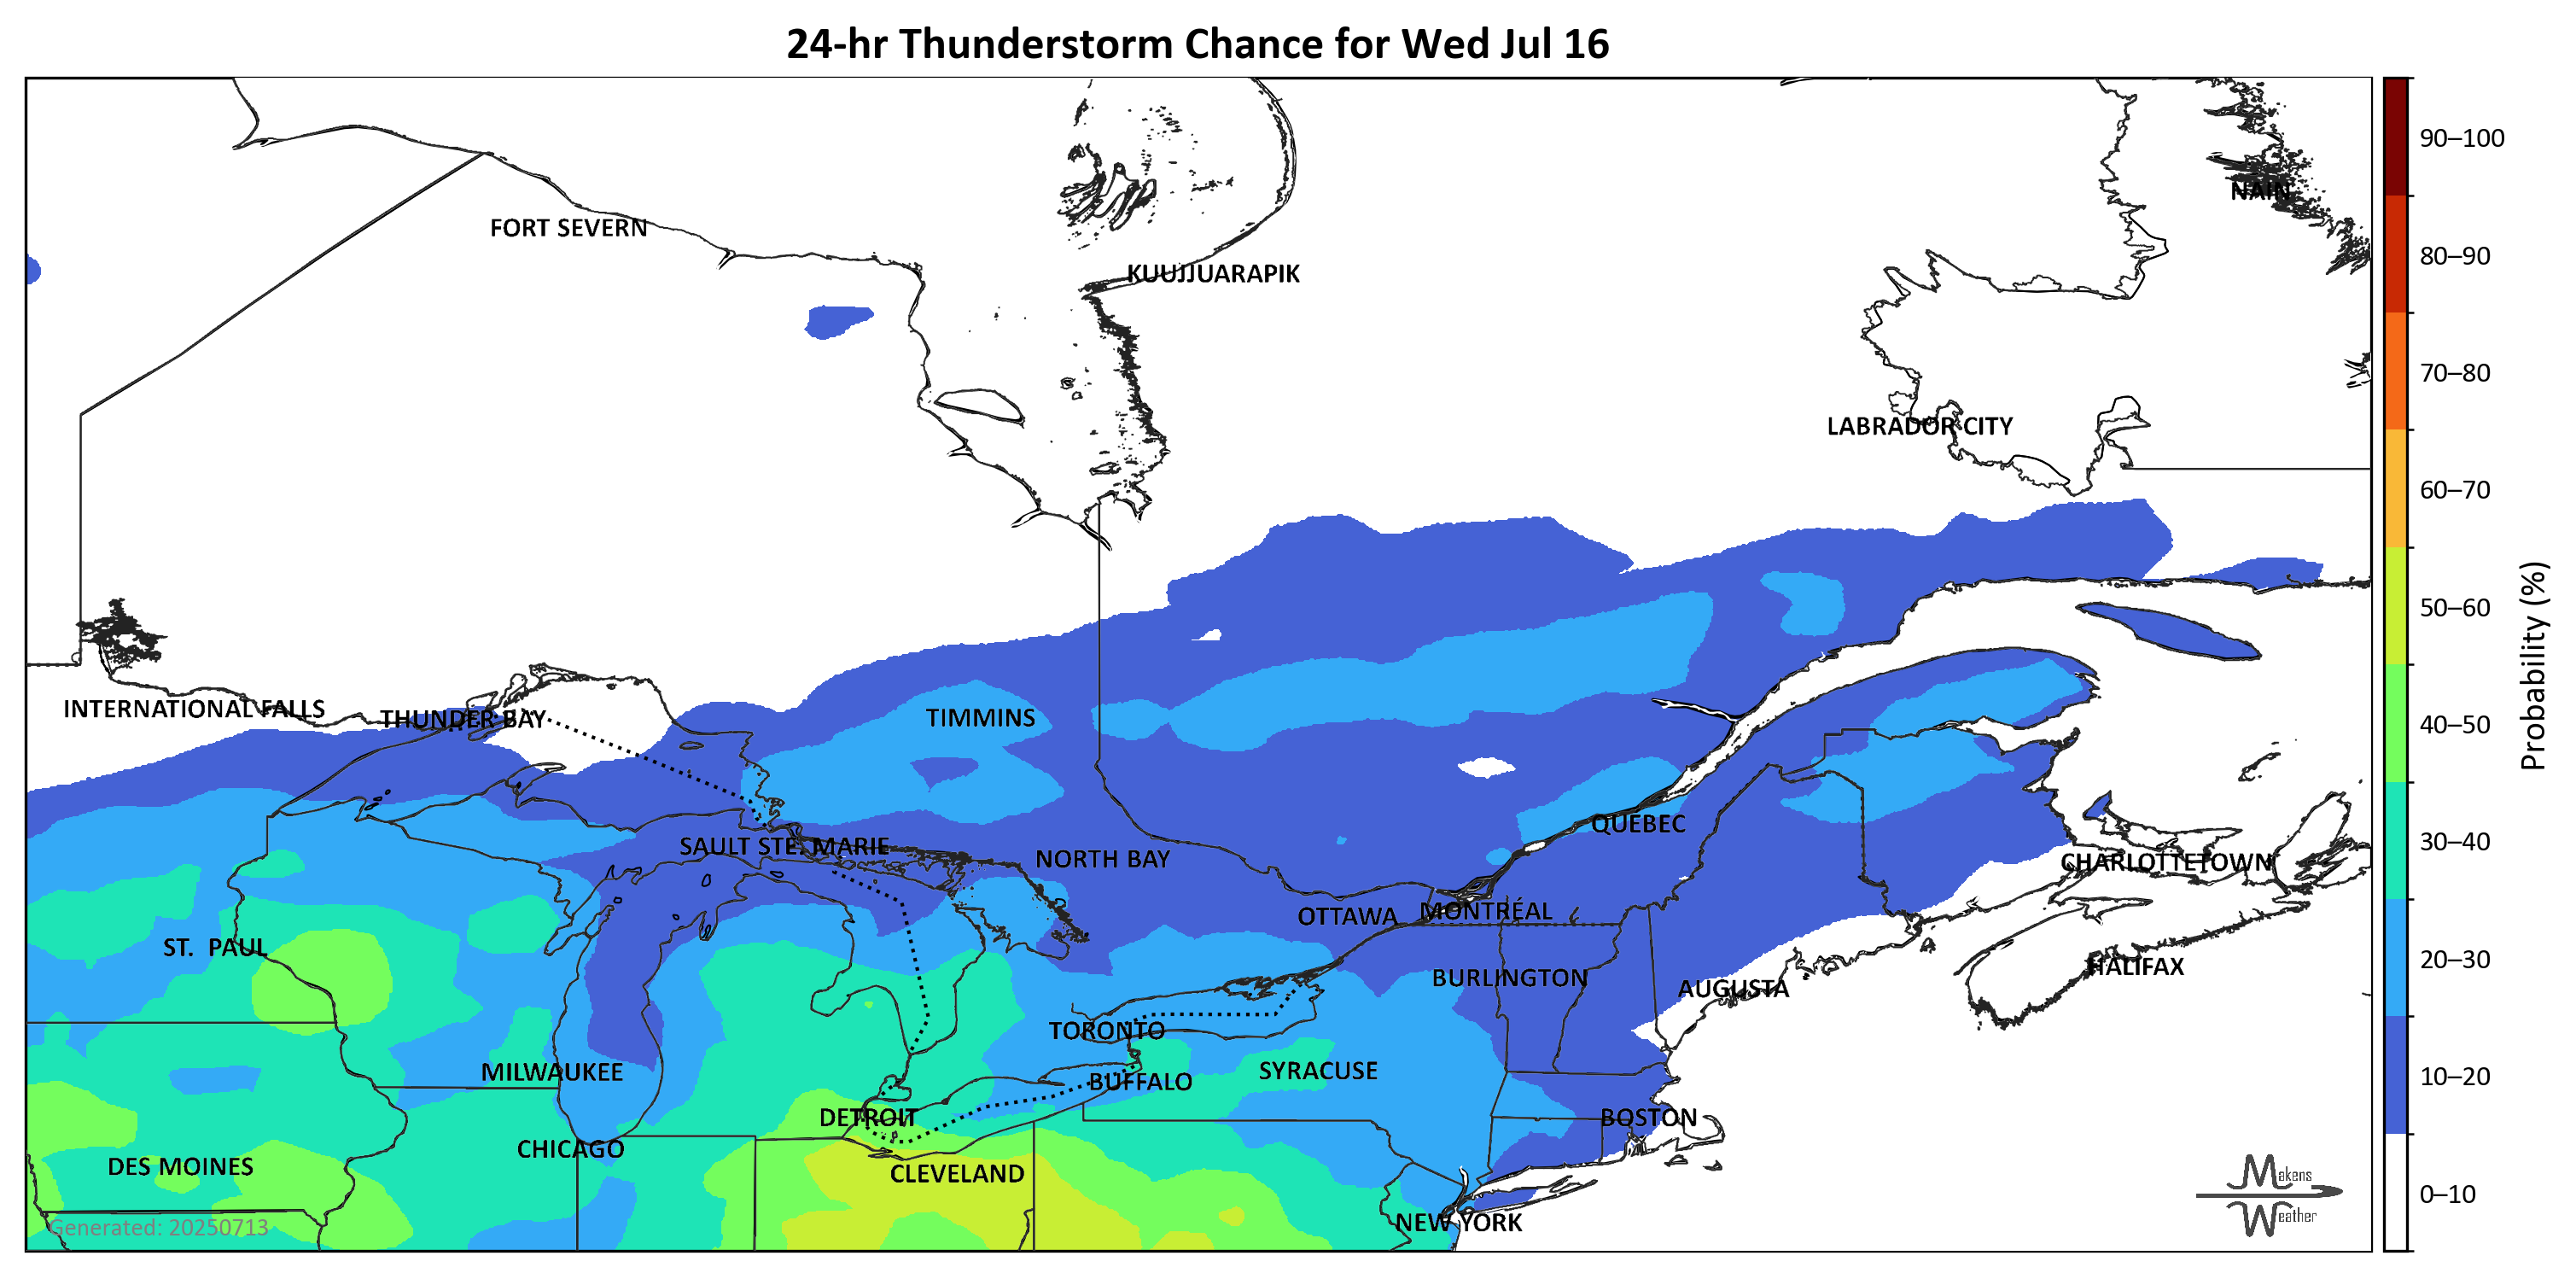 24-hr Thunderstorm Chance for Wed Jul 16
NAIN
FORT SEVERN
KUUJJUARAPIK
LABRADOR CITY
INTERNATIONAL FALLS
THUNDER BAY
TIMMINS
QUEBEC
SAULT STE. MARIE
NORTH BAY
CHARLOTTETOWN
OTTAWA
MONTRÉAL
ST. PAUL
HALIFAX
BURLINGTON
AUGUSTA
TORONTO
MILWAUKEE
SYRACUSE
BUFFALO
DETROIT
BOSTON
CHICAGO
DES MOINES
CLEVELAND
NEW YORK
Generated: 20250713
Makens
Weather
90–100
80–90
70–80
60–70
50–60
40–50
30–40
20–30
10–20
0–10
Probability (%)